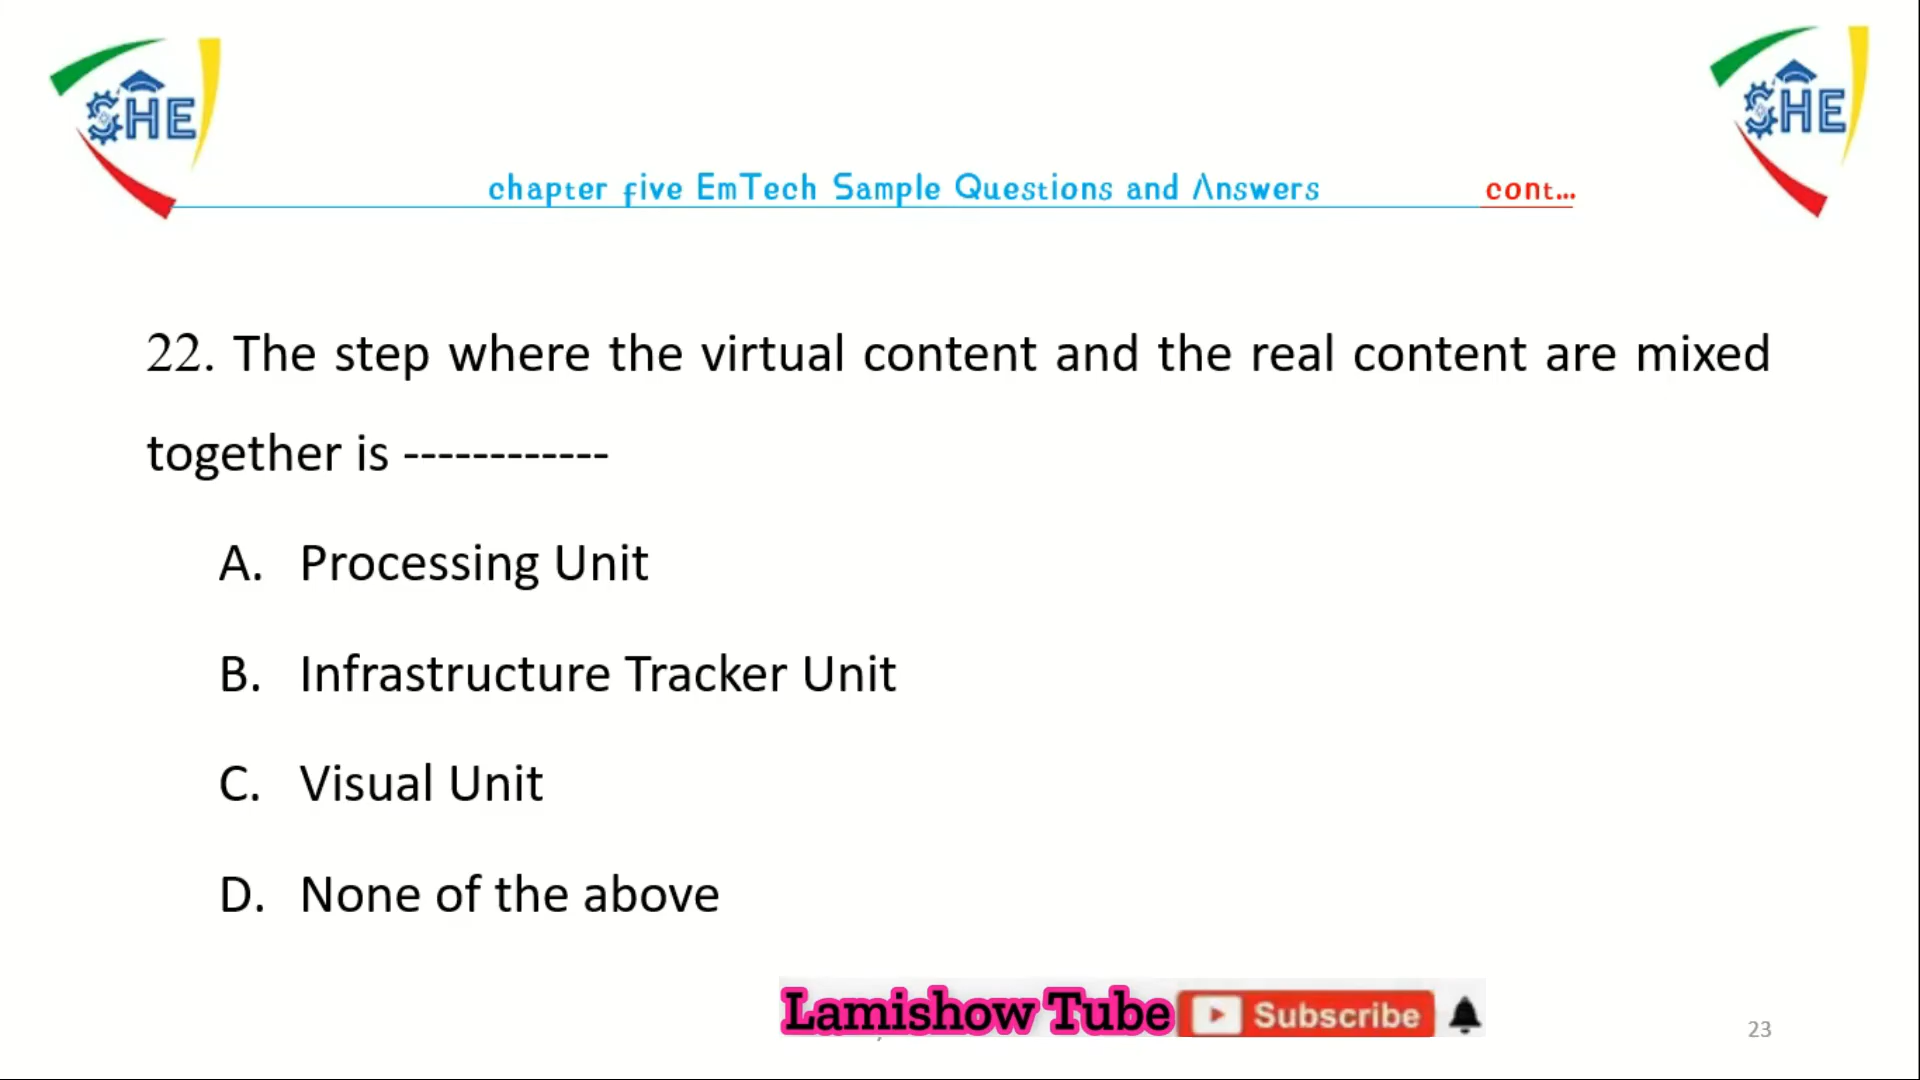 SHE
SHE
chapter five EmTech Sample Questions and Answers cont...
22. The step where the virtual content and the real content are mixed
together is ------------
A. Processing Unit
B. Infrastructure Tracker Unit
C. Visual Unit
D. None of the above
Lamishow Tube Subscribe
23